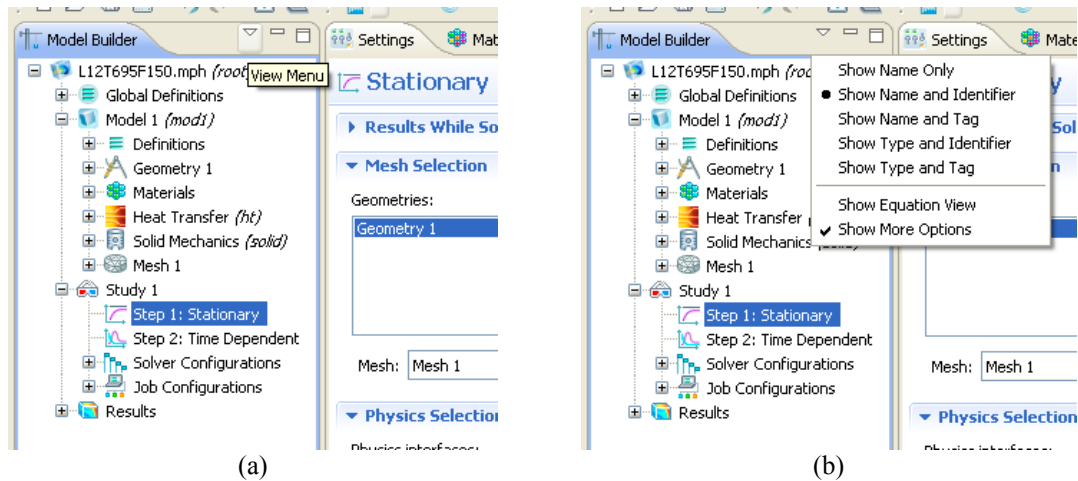 Model Builder
Settings
Mat
L12T695F150.mph (root
View Menu
Global Definitions
Model 1 (mod1)
Definitions
Geometry 1
Materials
Heat Transfer (ht)
Solid Mechanics (solid)
Mesh 1
Study 1
Step 1: Stationary
Step 2: Time Dependent
Solver Configurations
Job Configurations
Results
Stationary
Results While So
Mesh Selection
Geometries:
Geometry 1
Mesh: Mesh 1
Physics Selection
Physics interfaces:
(a)
Model Builder
Settings
Mate
L12T695F150.mph (roo
Global Definitions
Model 1 (mod1)
Definitions
Geometry 1
Materials
Heat Transfer
Solid Mechanics
Mesh 1
Study 1
Step 1: Stationary
Step 2: Time Dependent
Solver Configurations
Job Configurations
Results
Show Name Only
Show Name and Identifier
Show Name and Tag
Show Type and Identifier
Show Type and Tag
Show Equation View
Show More Options
y
Sol
n
Mesh: Mesh 1
Physics Selection
(b)